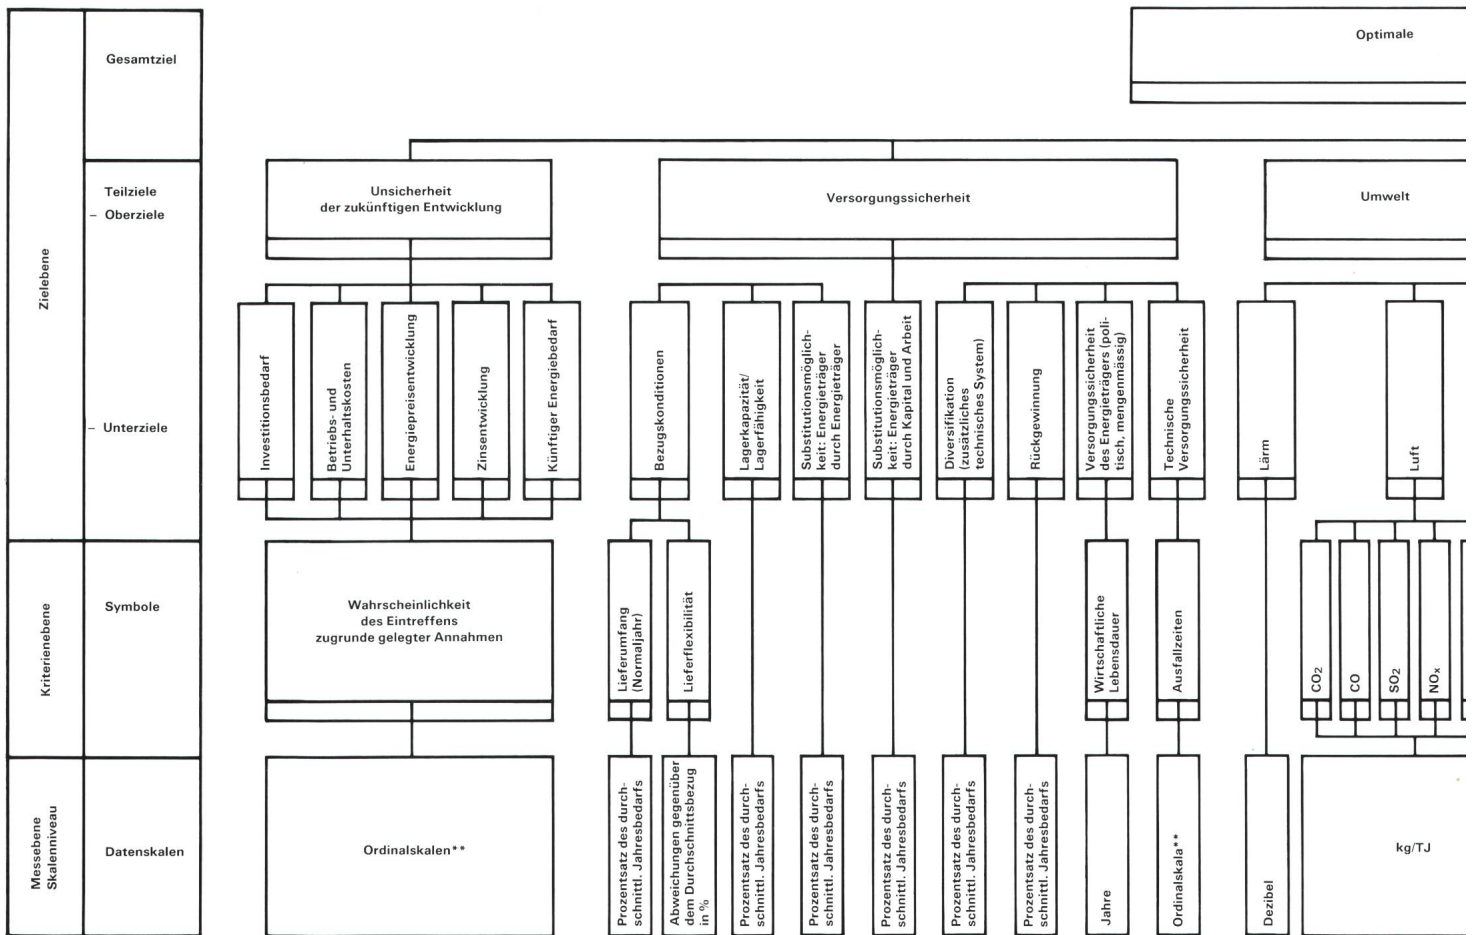 Gesamtziel
Optimale
Zielebene
Teilziele
– Oberziele
– Unterziele
Unsicherheit
der zukünftigen Entwicklung
Versorgungssicherheit
Umwelt
Investitionsbedarf
Betriebs- und
Unterhaltskosten
Energiepreisentwicklung
Zinsentwicklung
Künftiger Energiebedarf
Bezugskonditionen
Lagerkapazität/
Lagerfähigkeit
Substitutionsmöglich-
keit: Energieträger
durch Energieträger
Substitutionsmöglich-
keit: Energieträger
durch Kapital und Arbeit
Diversifikation
(zusätzliches
technisches System)
Rückgewinnung
Versorgungssicherheit
des Energieträgers (poli-
tisch, mengenmässig)
Technische
Versorgungssicherheit
Lärm
Luft
Kriterienebene
Symbole
Wahrscheinlichkeit
des Eintreffens
zugrunde gelegter Annahmen
Lieferumfang
(Normaljahr)
Lieferflexibilität
Wirtschaftliche
Lebensdauer
Ausfallzeiten
CO2
CO
SO2
NOx
Messebene
Skalenniveau
Datenskalen
Ordinalskalen**
Prozentsatz des durch-
schnittl. Jahresbedarfs
Abweichungen gegenüber
dem Durchschnittsbezug
in %
Prozentsatz des durch-
schnittl. Jahresbedarfs
Prozentsatz des durch-
schnittl. Jahresbedarfs
Prozentsatz des durch-
schnittl. Jahresbedarfs
Prozentsatz des durch-
schnittl. Jahresbedarfs
Prozentsatz des durch-
schnittl. Jahresbedarfs
Jahre
Ordinalskala**
Dezibel
kg/TJ